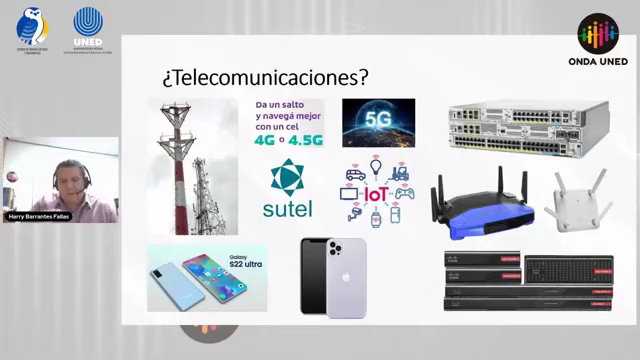 UNED
ONDA UNED
¿Telecomunicaciones?
Da un salto
y navegá mejor
con un cel
4G o 4.5G
5G
sutel
IoT
Galaxy
S22 ultra
Harry Barrantes Fallas